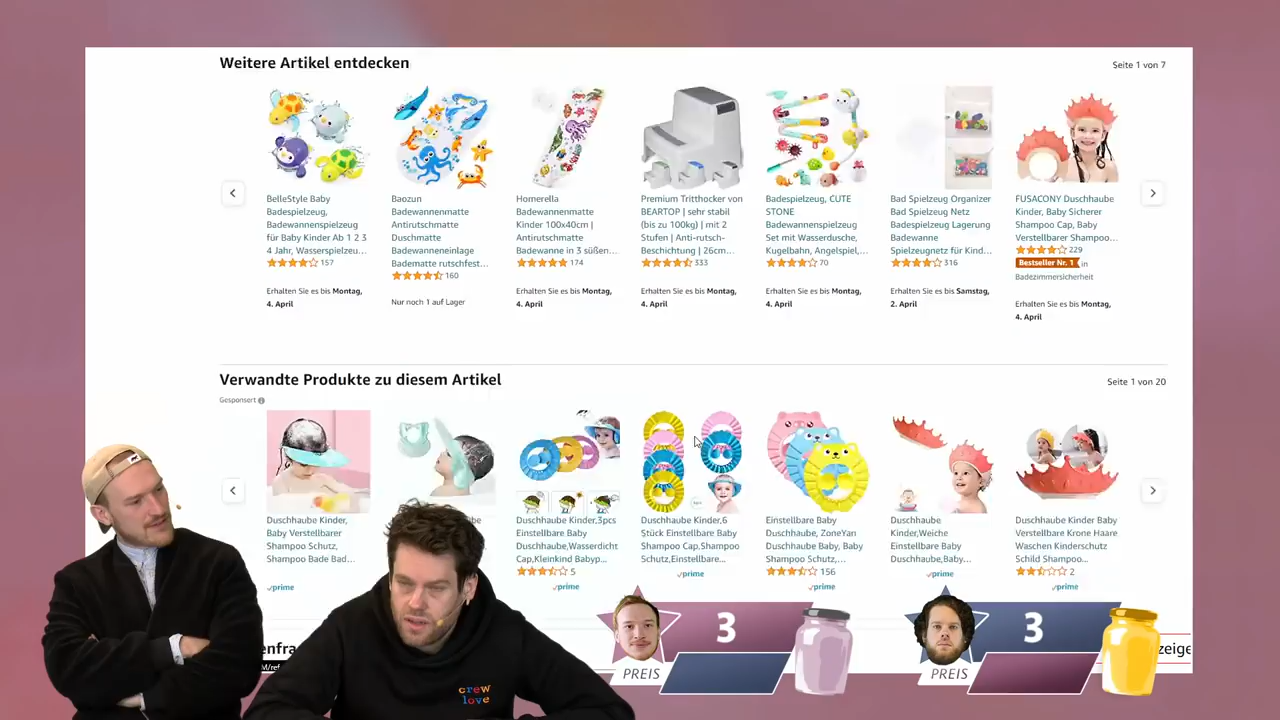 Weitere Artikel entdecken
Seite 1 von 7
BelleStyle Baby
Badespielzeug,
Badewannenspielzeug
für Baby Kinder Ab 1 2 3
4 Jahr, Wasserspielzeu...
157
Erhalten Sie es bis Montag,
4. April
Baozun
Badewannenmatte
Antirutschmatte
Duschmatte
Badewanneneinlage
Badematte rutschfest...
160
Nur noch 1 auf Lager
Homerella
Badewannenmatte
Kinder 100x40cm |
Antirutschmatte
Badewanne in 3 süßen...
174
Erhalten Sie es bis Montag,
4. April
Premium Tritthocker von
BEARTOP | sehr stabil
(bis zu 100kg) | mit 2
Stufen | Anti-rutsch-
Beschichtung | 26cm...
333
Erhalten Sie es bis Montag,
4. April
Badespielzeug, CUTE
STONE
Badewannenspielzeug
Set mit Wasserdusche,
Kugelbahn, Angelspiel,...
70
Erhalten Sie es bis Montag,
4. April
Bad Spielzeug Organizer
Bad Spielzeug Netz
Badespielzeug Lagerung
Badewanne
Spielzeugnetz für Kind...
316
Erhalten Sie es bis Samstag,
2. April
FUSACONY Duschhaube
Kinder, Baby Sicherer
Shampoo Cap, Baby
Verstellbarer Shampoo...
229
Bestseller Nr. 1 in
Badezimmersicherheit
Erhalten Sie es bis Montag,
4. April
Verwandte Produkte zu diesem Artikel
Seite 1 von 20
Gesponsert
Duschhaube Kinder,
Baby Verstellbarer
Shampoo Schutz,
Shampoo Bade Bad...
prime
Duschhaube Kinder,3pcs
Einstellbare Baby
Duschhaube,Wasserdicht
Cap,Kleinkind Babyp...
5
prime
Duschhaube Kinder,6
Stück Einstellbare Baby
Shampoo Cap,Shampoo
Schutz,Einstellbare...
prime
Einstellbare Baby
Duschhaube, ZoneYan
Duschhaube Baby, Baby
Shampoo Schutz,...
156
prime
Duschhaube
Kinder,Weiche
Einstellbare Baby
Duschhaube,Baby...
prime
Duschhaube Kinder Baby
Verstellbare Krone Haare
Waschen Kinderschutz
Schild Shampoo...
2
prime
crew
love
3
PREIS
3
PREIS